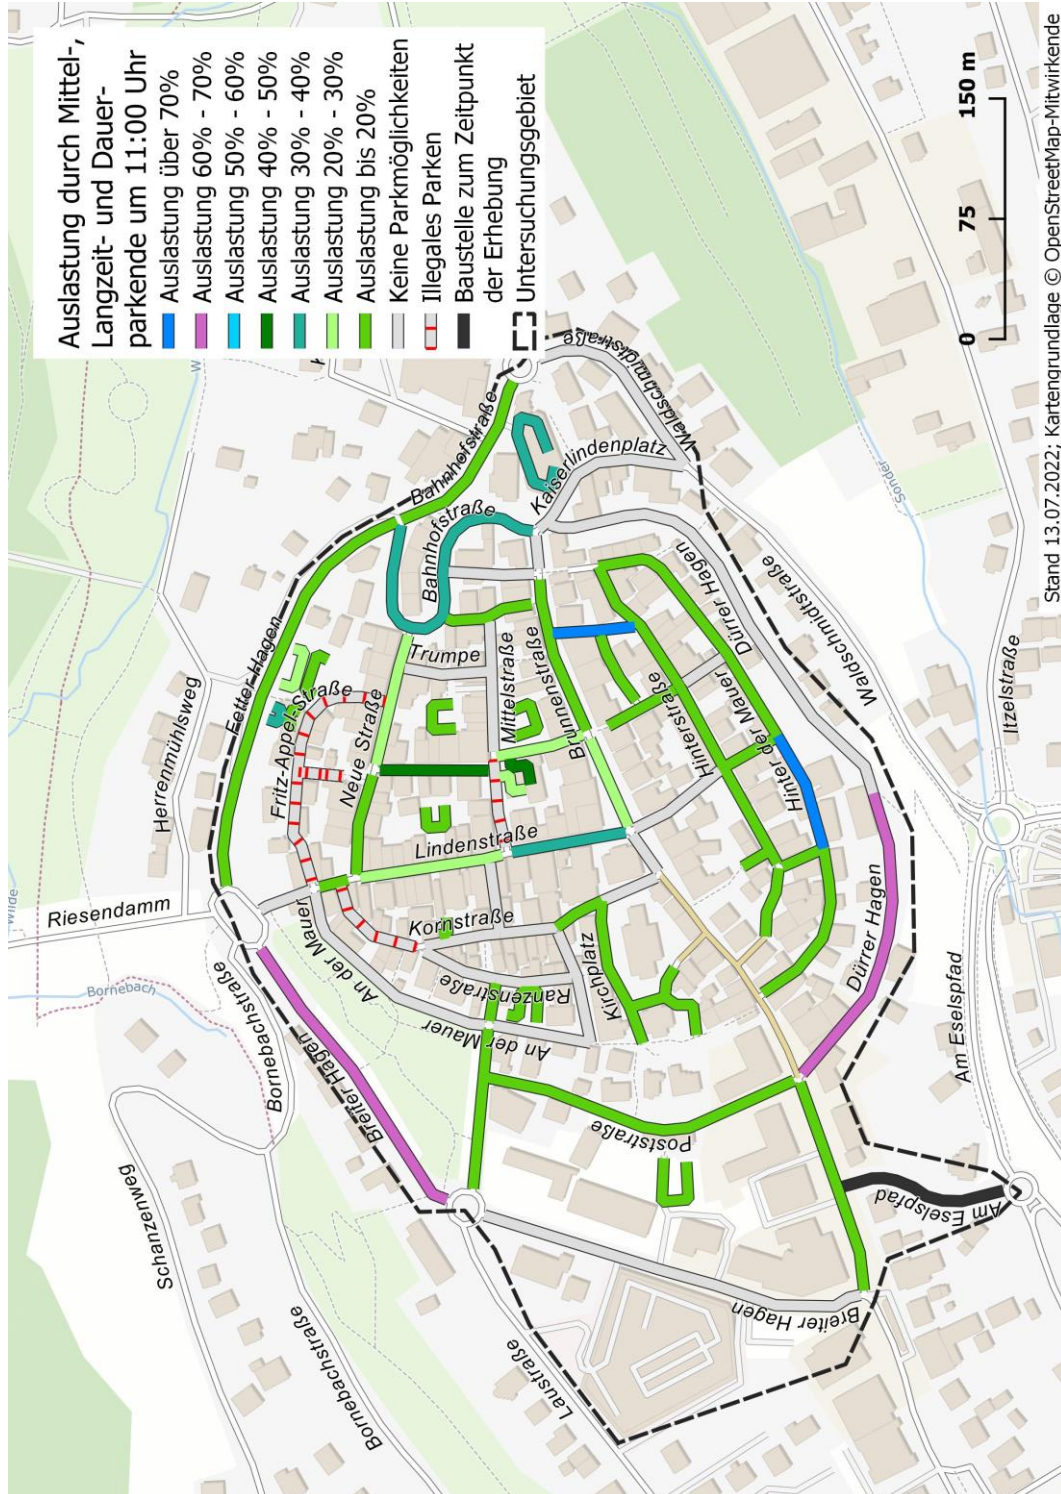 Auslastung durch Mittel-,
Langzeit- und Dauer-
parkende um 11:00 Uhr
Auslastung über 70%
Auslastung 60% - 70%
Auslastung 50% - 60%
Auslastung 40% - 50%
Auslastung 30% - 40%
Auslastung 20% - 30%
Auslastung bis 20%
Keine Parkmöglichkeiten
Illegales Parken
Baustelle zum Zeitpunkt
der Erhebung
Untersuchungsgebiet
Wilde
Riesendamm
Herrenmühlsweg
Bornebach
Schanzenweg
Bornebachstraße
Bornebachstraße
Fetter Hagen
Bahnhofstraße
Bahnhofstraße
Fritz-Appel-Straße
Neue Straße
Trumpe
Mittelstraße
Brunnenstraße
Kaiserlindenplatz
Waldschmidtstraße
Waldschmidtstraße
Breiter Hagen
An der Mauer
An der Mauer
Lindenstraße
Kornstraße
Ranzenstraße
Kirchplatz
Hinterstraße
Hinter der Mauer
Dürrer Hagen
Dürrer Hagen
Poststraße
Laustraße
Breiter Hagen
Am Eselspfad
Am Eselspfad
Itzelstraße
Sonder
0
75
150 m
Stand 13.07.2022; Kartengrundlage © OpenStreetMap-Mitwirkende